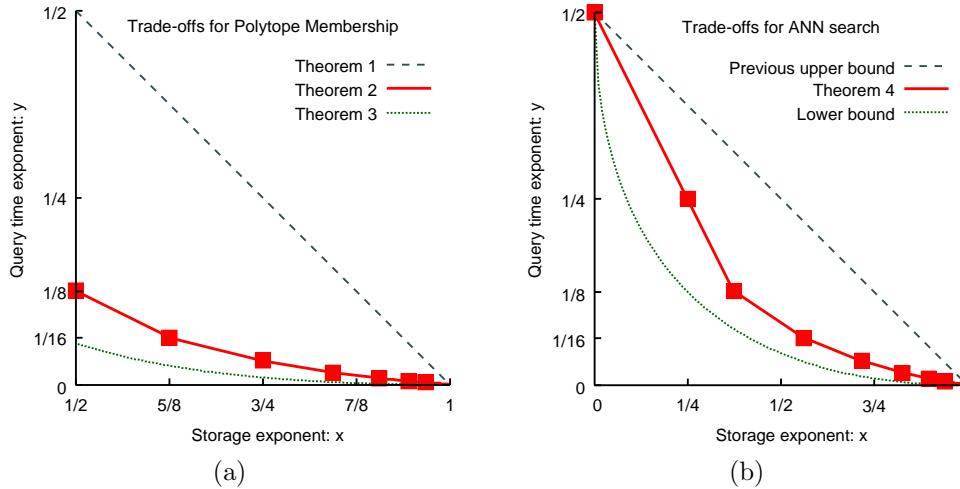 Trade-offs for Polytope Membership
Theorem 1
Theorem 2
Theorem 3
Query time exponent: y
1/2
1/4
1/8
1/16
0
1/2
5/8
3/4
7/8
1
Storage exponent: x
(a)
Trade-offs for ANN search
Previous upper bound
Theorem 4
Lower bound
Query time exponent: y
1/2
1/4
1/8
1/16
0
0
1/4
1/2
3/4
Storage exponent: x
(b)